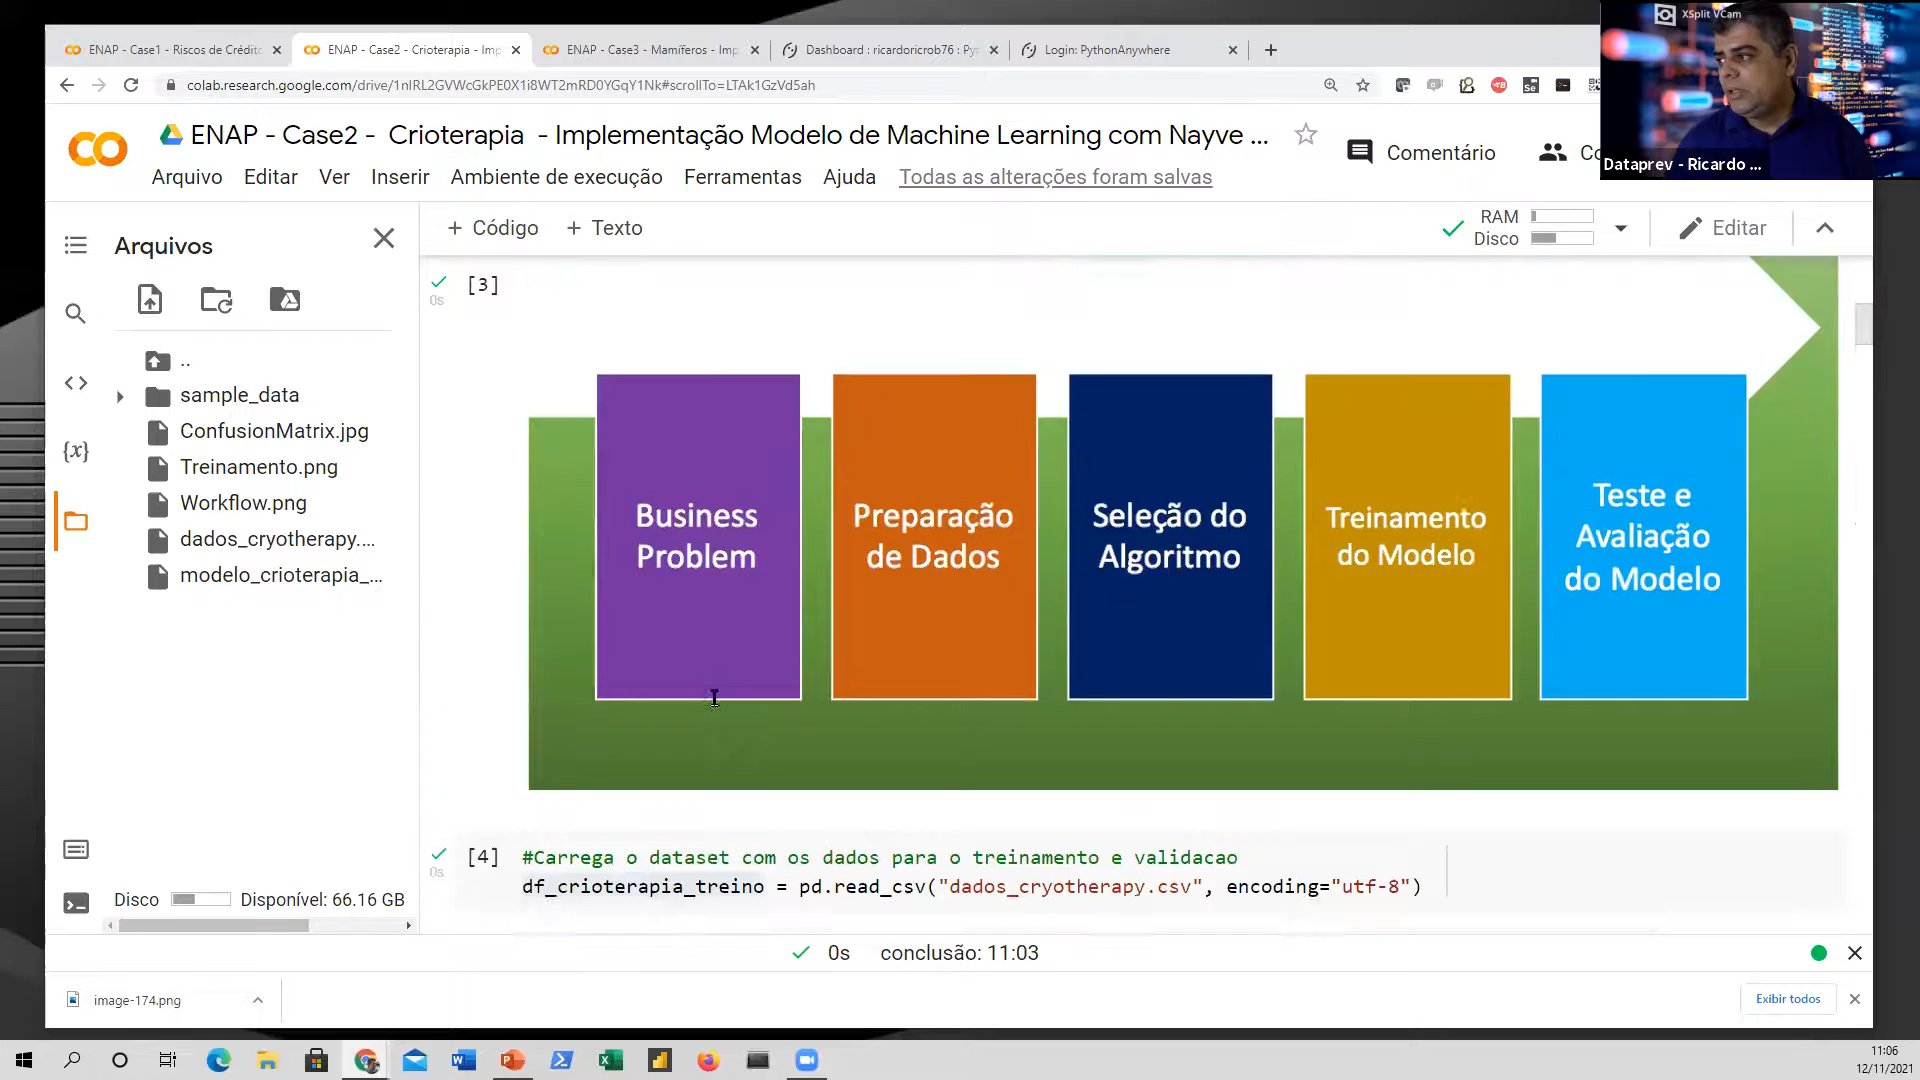 XSplit VCam
ENAP - Case1 - Riscos de Crédito
ENAP - Case2 - Crioterapia - Imp
ENAP - Case3 - Mamíferos - Imp
Dashboard : ricardoricrob76 : Py
Login: PythonAnywhere
colab.research.google.com/drive/1nIRL2GVWcGkPE0X1i8WT2mRD0YGqY1Nk#scrollTo=LTAk1GzVd5ah
ENAP - Case2 - Crioterapia - Implementação Modelo de Machine Learning com Nayve ...
Comentário
Dataprev - Ricardo ...
Arquivo Editar Ver Inserir Ambiente de execução Ferramentas Ajuda Todas as alterações foram salvas
Arquivos
+ Código + Texto
RAM
Disco
Editar
[3]
0s
..
sample_data
ConfusionMatrix.jpg
Treinamento.png
Workflow.png
dados_cryotherapy....
modelo_crioterapia_...
{x}
Business
Problem
Preparação
de Dados
Seleção do
Algoritmo
Treinamento
do Modelo
Teste e
Avaliação
do Modelo
[4] #Carrega o dataset com os dados para o treinamento e validacao
0s
df_crioterapia_treino = pd.read_csv("dados_cryotherapy.csv", encoding="utf-8")
Disco Disponível: 66.16 GB
0s conclusão: 11:03
image-174.png
Exibir todos
11:06
12/11/2021